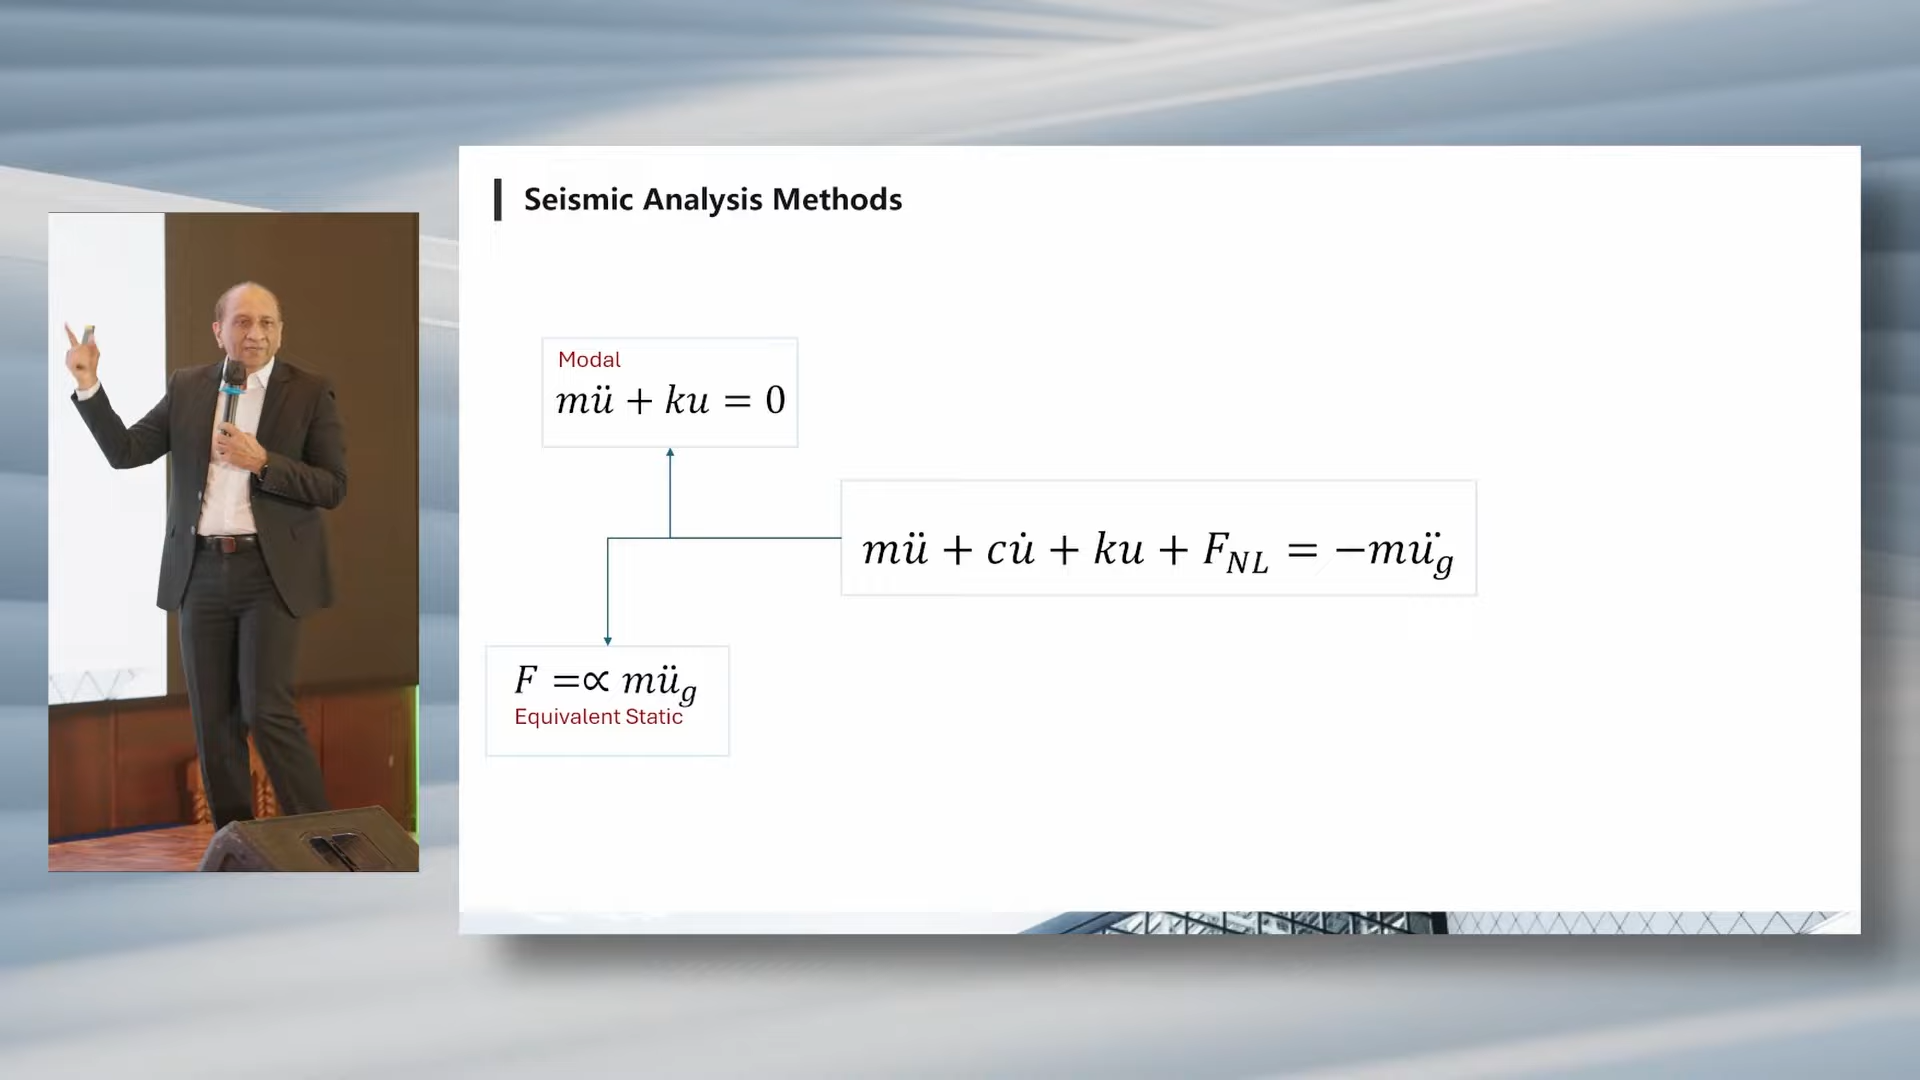 Seismic Analysis Methods
Modal
mü + ku = 0
mü + cu̇ + ku + F_NL = −mü_g
F =∝ mü_g
Equivalent Static